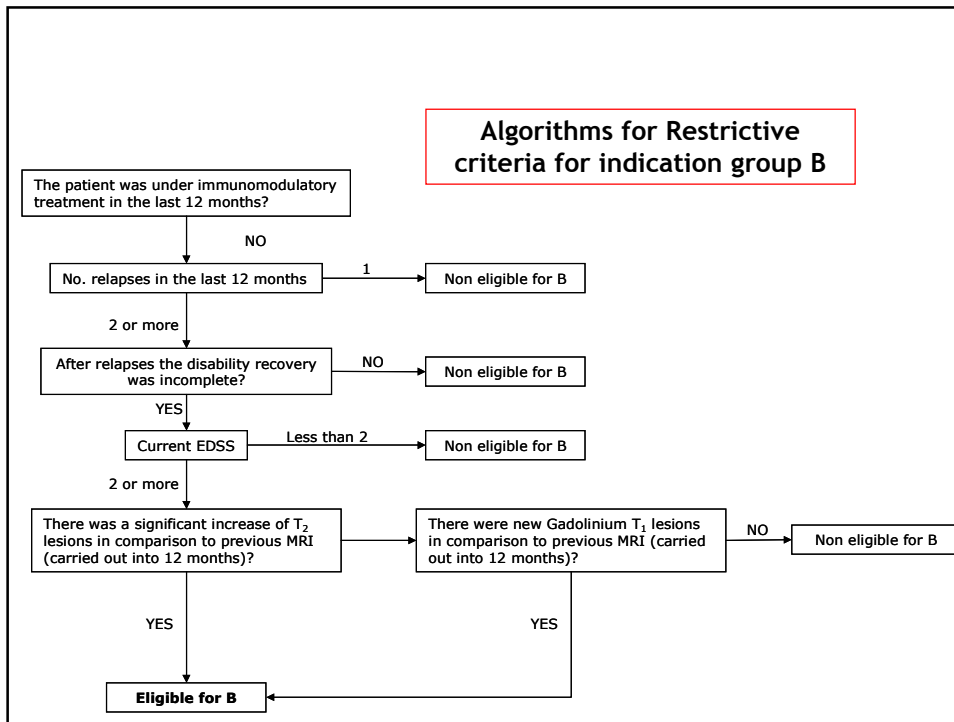 Algorithms for Restrictive
criteria for indication group B
The patient was under immunomodulatory
treatment in the last 12 months?
NO
No. relapses in the last 12 months
1
Non eligible for B
2 or more
After relapses the disability recovery
was incomplete?
NO
Non eligible for B
YES
Current EDSS
Less than 2
Non eligible for B
2 or more
There was a significant increase of T2
lesions in comparison to previous MRI
(carried out into 12 months)?
There were new Gadolinium T1 lesions
in comparison to previous MRI (carried
out into 12 months)?
NO
Non eligible for B
YES
YES
Eligible for B